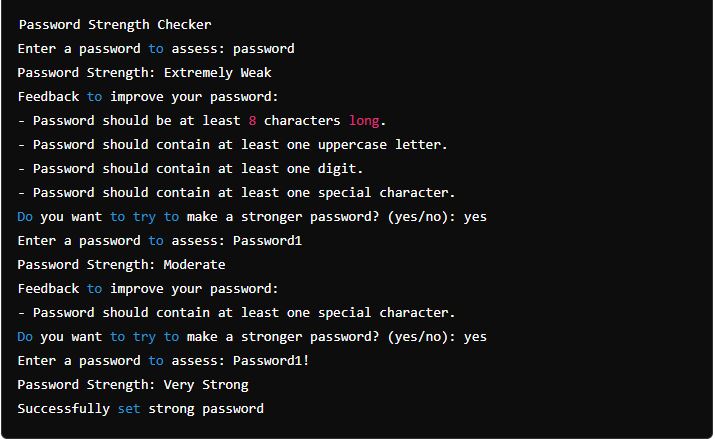 Password Strength Checker
Enter a password to assess: password
Password Strength: Extremely Weak
Feedback to improve your password:
- Password should be at least 8 characters long.
- Password should contain at least one uppercase letter.
- Password should contain at least one digit.
- Password should contain at least one special character.
Do you want to try to make a stronger password? (yes/no): yes
Enter a password to assess: Password1
Password Strength: Moderate
Feedback to improve your password:
- Password should contain at least one special character.
Do you want to try to make a stronger password? (yes/no): yes
Enter a password to assess: Password1!
Password Strength: Very Strong
Successfully set strong password